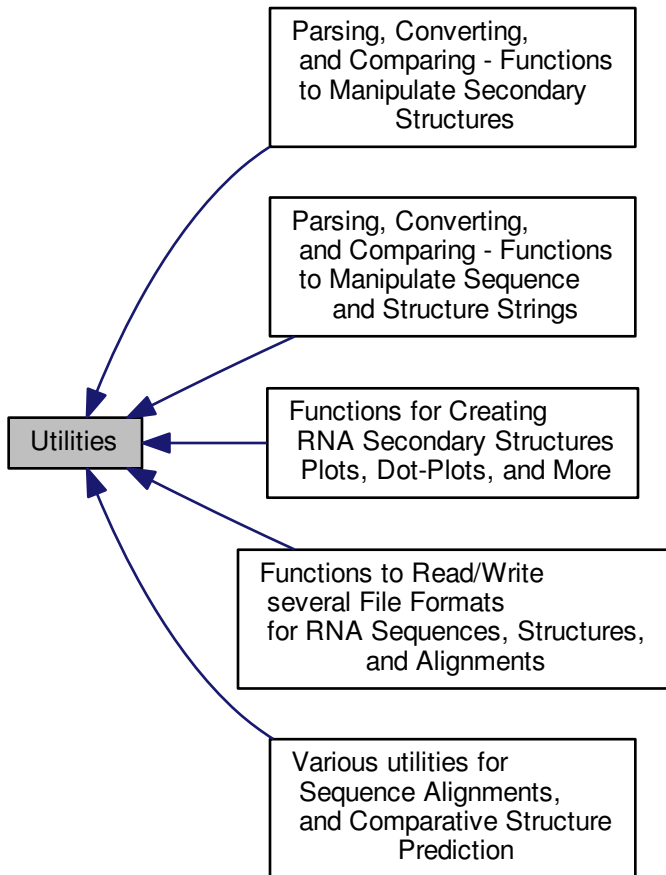 Parsing, Converting,
and Comparing - Functions
to Manipulate Secondary
Structures
Parsing, Converting,
and Comparing - Functions
to Manipulate Sequence
and Structure Strings
Utilities
Functions for Creating
RNA Secondary Structures
Plots, Dot-Plots, and More
Functions to Read/Write
several File Formats
for RNA Sequences, Structures,
and Alignments
Various utilities for
Sequence Alignments,
and Comparative Structure
Prediction